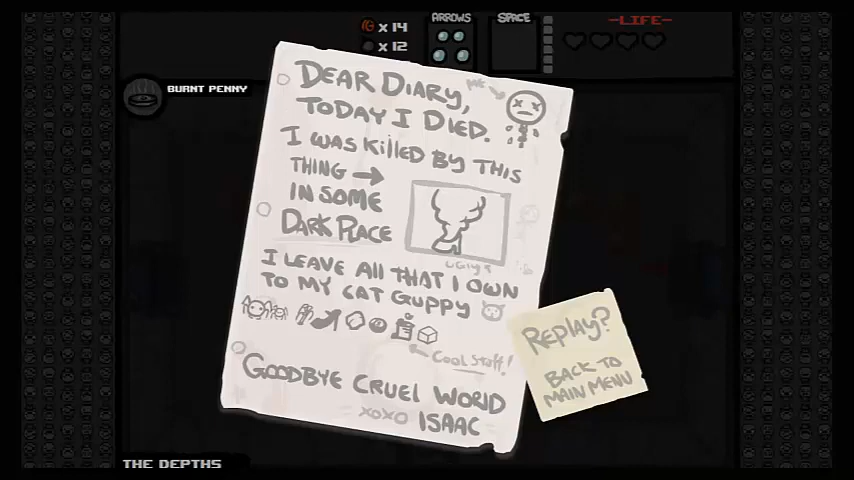 x 14
x 12
ARROWS
SPACE
-LIFE-
BURNT PENNY
DEAR DIARY,
TODAY I DIED.
I WAS KILLED BY THIS
THING
IN SOME
DARK PLACE
I LEAVE ALL THAT I OWN
TO MY CAT GUPPY
COOL STUFF!
GOODBYE CRUEL WORLD
XOXO ISAAC
REPLAY?
BACK TO
MAIN MENU
THE DEPTHS